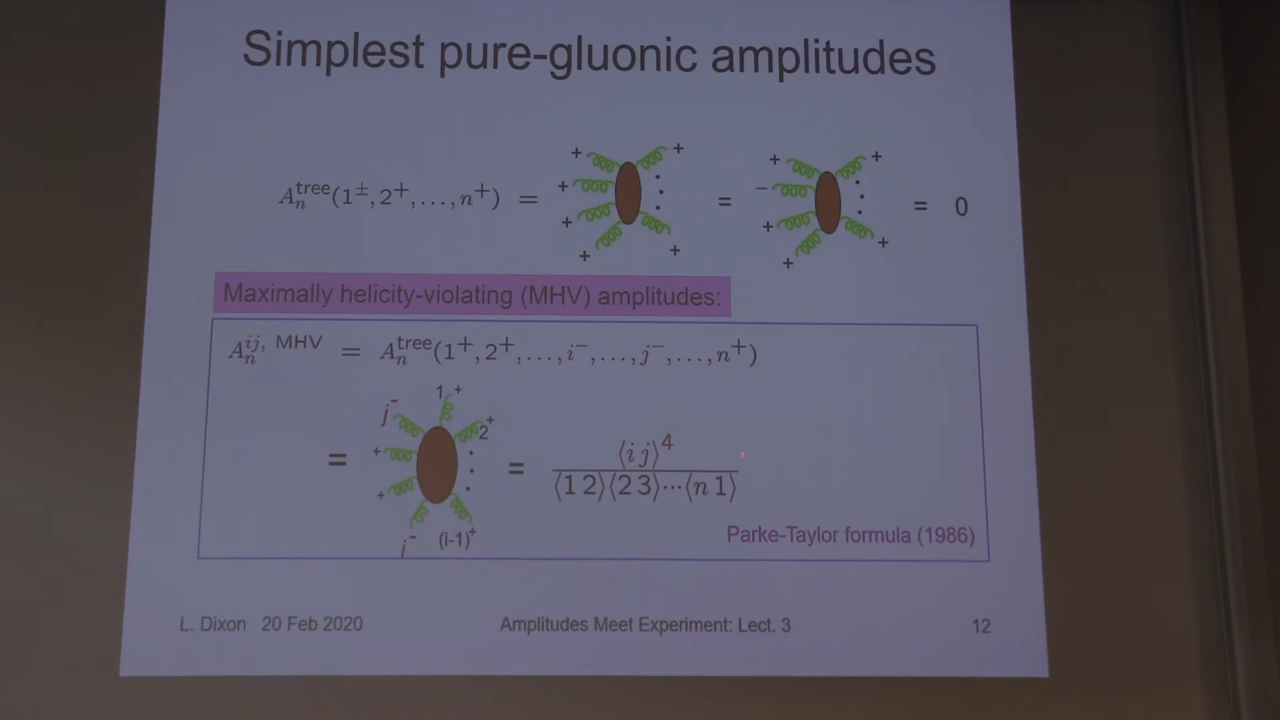 Simplest pure-gluonic amplitudes
+ + + + + +
+ − + + + +
A_n^tree(1^±, 2^+, ..., n^+) = = = 0
Maximally helicity-violating (MHV) amplitudes:
A_n^{ij, MHV} = A_n^tree(1^+, 2^+, ..., i^-, ..., j^-, ..., n^+)
j^- 1 + 2^+ + + i^- (i-1)^+
= = ⟨i j⟩^4 / ⟨1 2⟩⟨2 3⟩···⟨n 1⟩
Parke-Taylor formula (1986)
L. Dixon 20 Feb 2020 Amplitudes Meet Experiment: Lect. 3 12